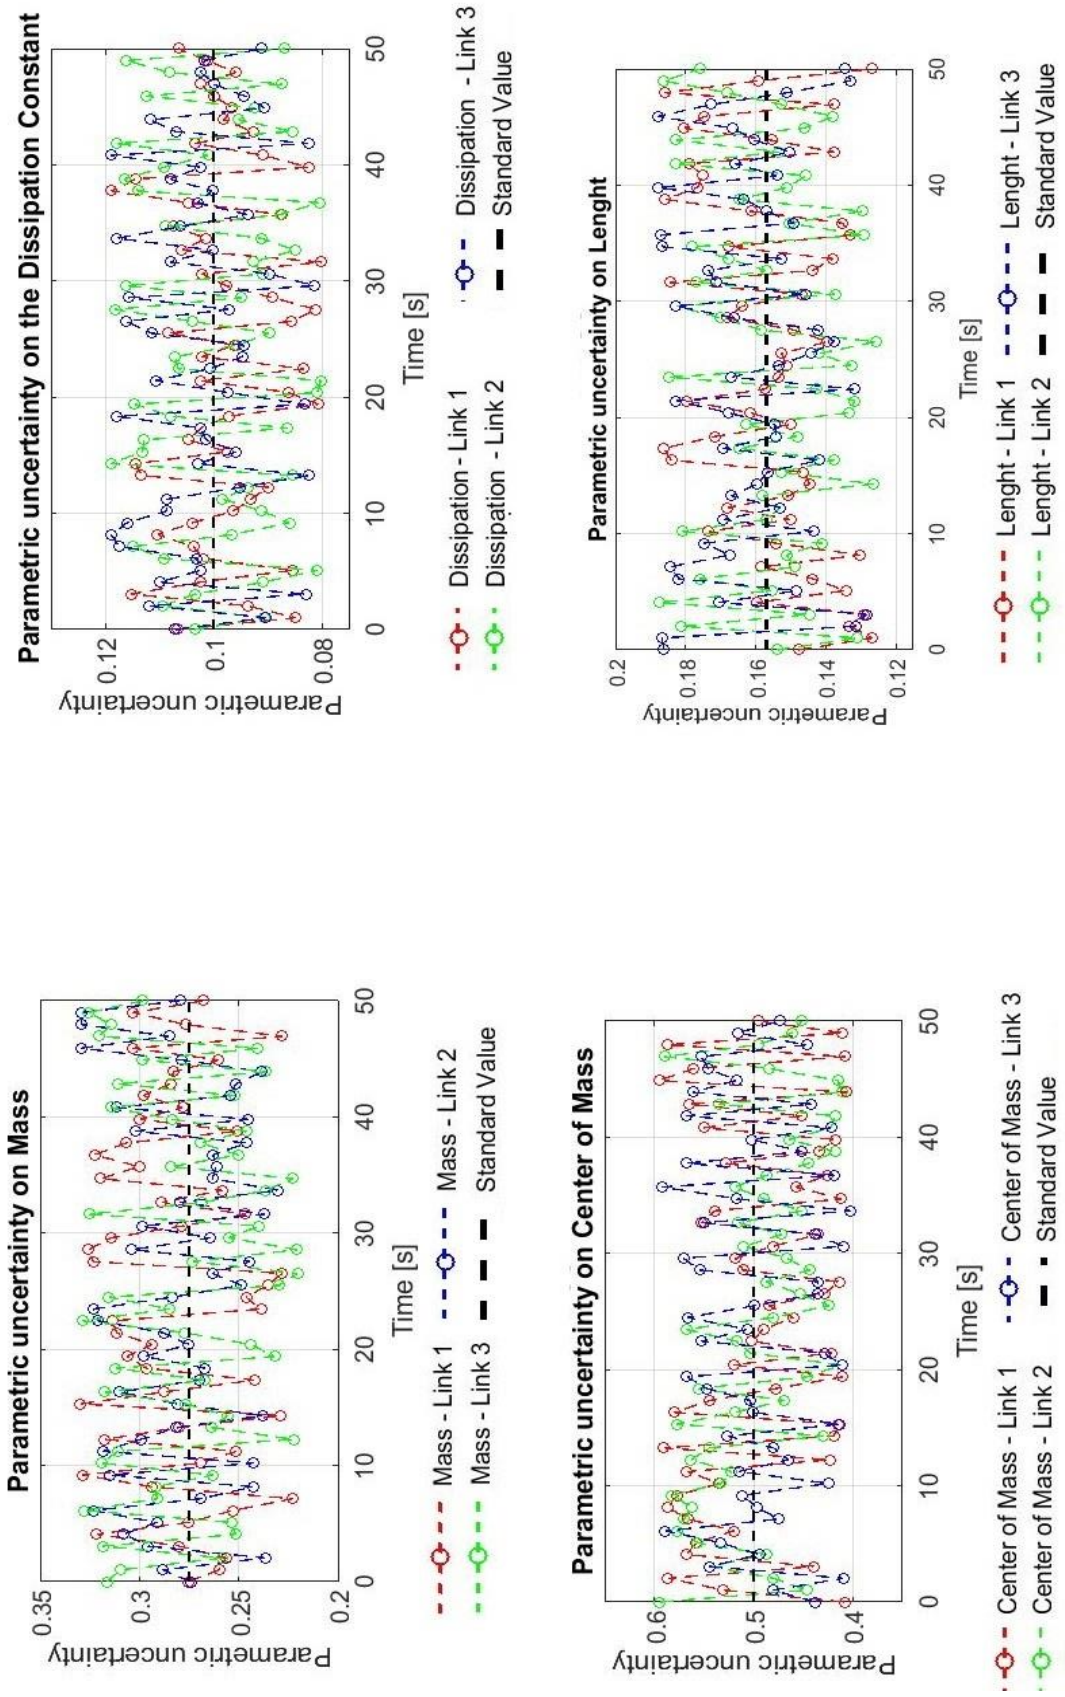 Parametric uncertainty on Mass
Parametric uncertainty
0.35
0.3
0.25
0.2
0 10 20 30 40 50
Time [s]
Mass - Link 1
Mass - Link 2
Mass - Link 3
Standard Value
Parametric uncertainty on the Dissipation Constant
Parametric uncertainty
0.12
0.1
0.08
0 10 20 30 40 50
Time [s]
Dissipation - Link 1
Dissipation - Link 3
Dissipation - Link 2
Standard Value
Parametric uncertainty on Center of Mass
Parametric uncertainty
0.6
0.5
0.4
0 10 20 30 40 50
Time [s]
Center of Mass - Link 1
Center of Mass - Link 3
Center of Mass - Link 2
Standard Value
Parametric uncertainty on Lenght
Parametric uncertainty
0.2
0.18
0.16
0.14
0.12
0 10 20 30 40 50
Time [s]
Lenght - Link 1
Lenght - Link 3
Lenght - Link 2
Standard Value